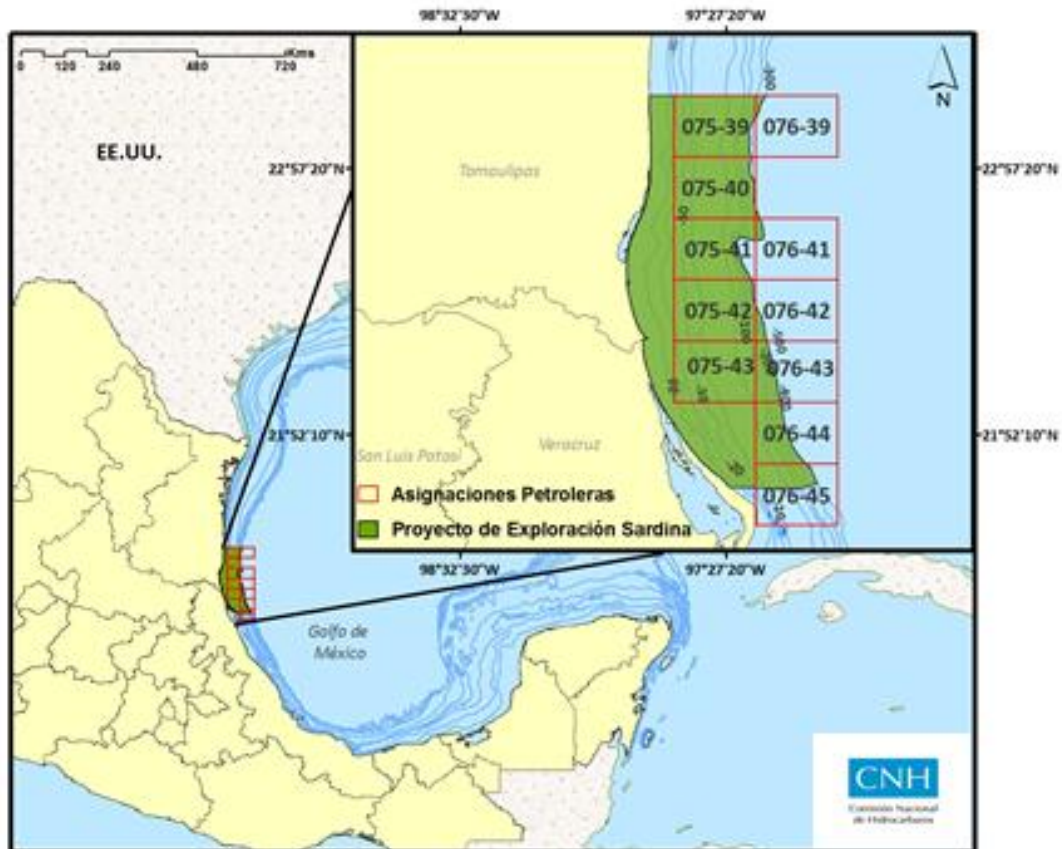 98°32'30"W
97°27'20"W
Kms
0 120 240 480 720
N
EE.UU.
22°57'20"N
22°57'20"N
Tamaulipas
075-39 076-39
075-40
075-41 076-41
075-42 076-42
075-43 076-43
076-44
076-45
21°52'10"N
21°52'10"N
San Luis Potosí
Veracruz
Asignaciones Petroleras
Proyecto de Exploración Sardina
98°32'30"W
97°27'20"W
Golfo de
México
CNH
Comisión Nacional
de Hidrocarburos